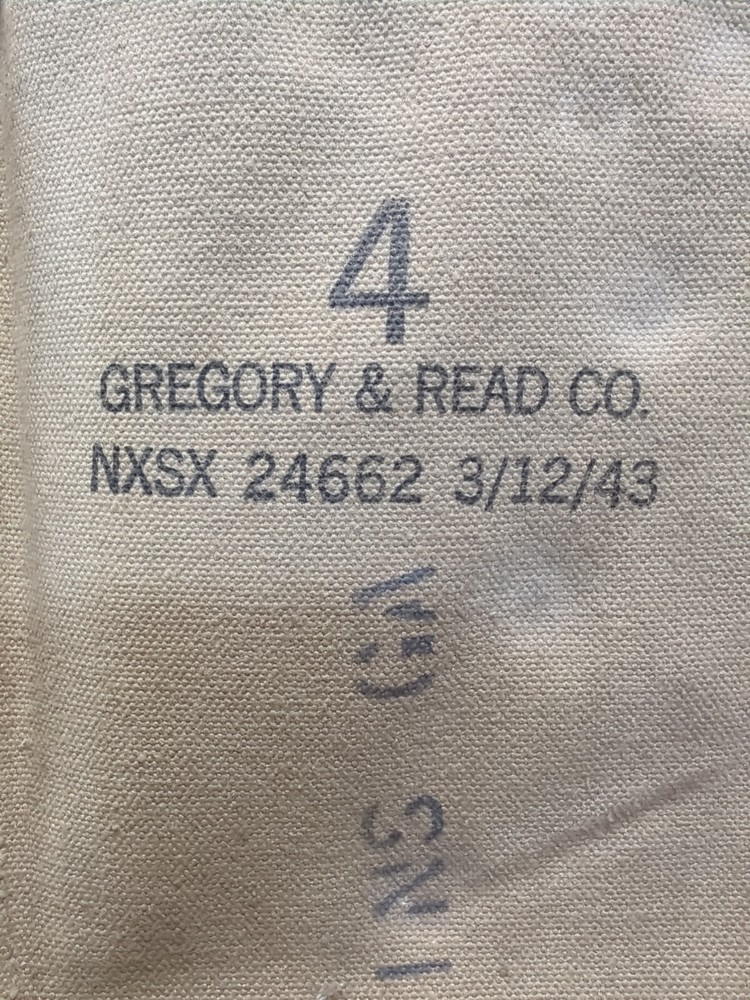 4
GREGORY & READ CO.
NXSX 24662 3/12/43